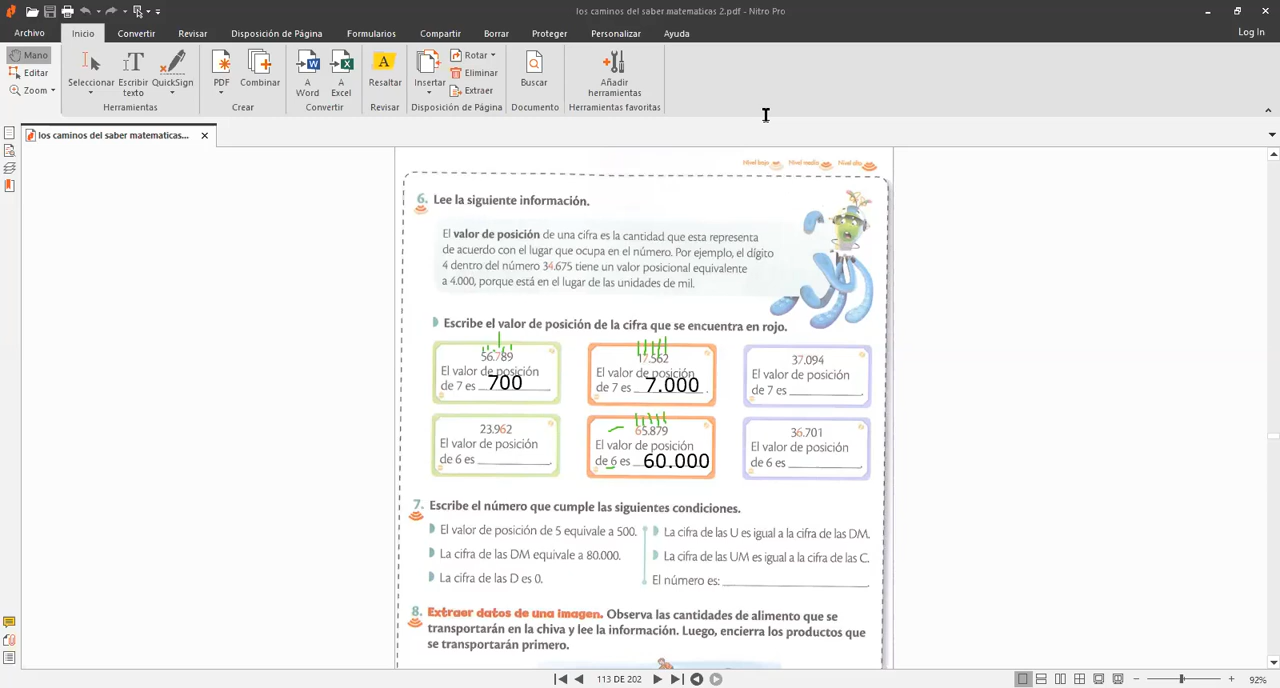 los caminos del saber matematicas 2.pdf - Nitro Pro
Archivo Inicio Convertir Revisar Disposición de Página Formularios Compartir Borrar Proteger Personalizar Ayuda
Log In
Mano
Editar
Zoom
Seleccionar
Escribir texto
QuickSign
Herramientas
PDF
Combinar
Crear
A Word
A Excel
Convertir
Resaltar
Revisar
Insertar
Rotar
Eliminar
Extraer
Disposición de Página
Buscar
Documento
Añadir herramientas
Herramientas favoritas
los caminos del saber matematicas...
Nivel bajo Nivel medio Nivel alto
6. Lee la siguiente información.
El valor de posición de una cifra es la cantidad que esta representa
de acuerdo con el lugar que ocupa en el número. Por ejemplo, el dígito
4 dentro del número 34.675 tiene un valor posicional equivalente
a 4.000, porque está en el lugar de las unidades de mil.
Escribe el valor de posición de la cifra que se encuentra en rojo.
56.789
El valor de posición
de 7 es 700
17.562
El valor de posición
de 7 es 7.000.
37.094
El valor de posición
de 7 es ____________.
23.962
El valor de posición
de 6 es ____________.
65.879
El valor de posición
de 6 es 60.000
36.701
El valor de posición
de 6 es ____________.
7. Escribe el número que cumple las siguientes condiciones.
El valor de posición de 5 equivale a 500.
La cifra de las DM equivale a 80.000.
La cifra de las D es 0.
La cifra de las U es igual a la cifra de las DM.
La cifra de las UM es igual a la cifra de las C.
El número es: ____________.
8. Extraer datos de una imagen. Observa las cantidades de alimento que se
transportarán en la chiva y lee la información. Luego, encierra los productos que
se transportarán primero.
113 DE 202
92%